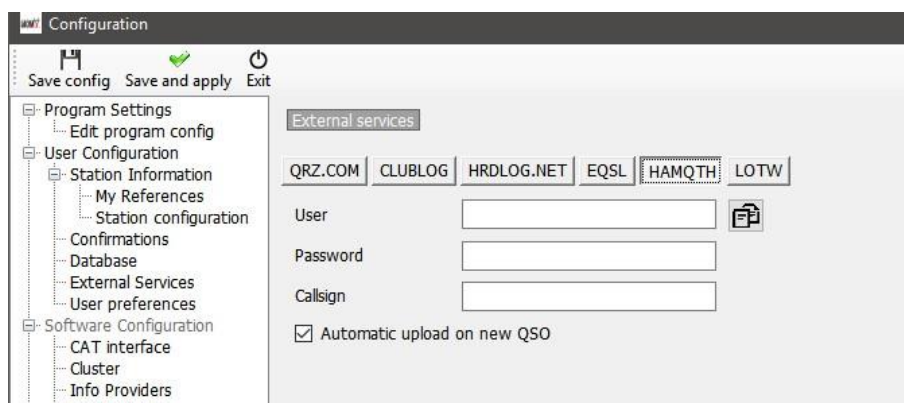 Configuration
Save config Save and apply Exit
Program Settings
Edit program config
User Configuration
Station Information
My References
Station configuration
Confirmations
Database
External Services
User preferences
Software Configuration
CAT interface
Cluster
Info Providers
External services
QRZ.COM CLUBLOG HRDLOG.NET EQSL HAMQTH LOTW
User
Password
Callsign
Automatic upload on new QSO